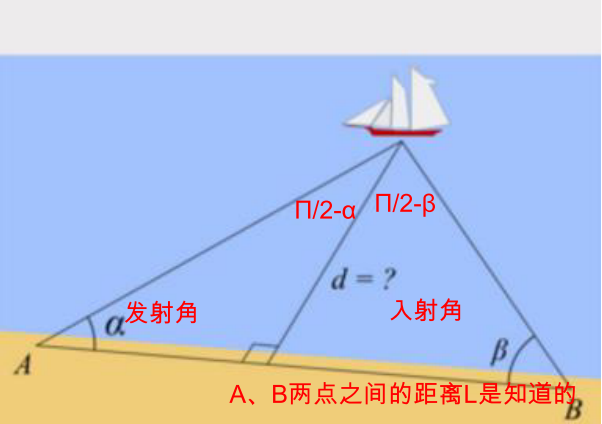 Π/2-α
Π/2-β
d = ?
发射角
α
入射角
β
A
A、B两点之间的距离L是知道的
B